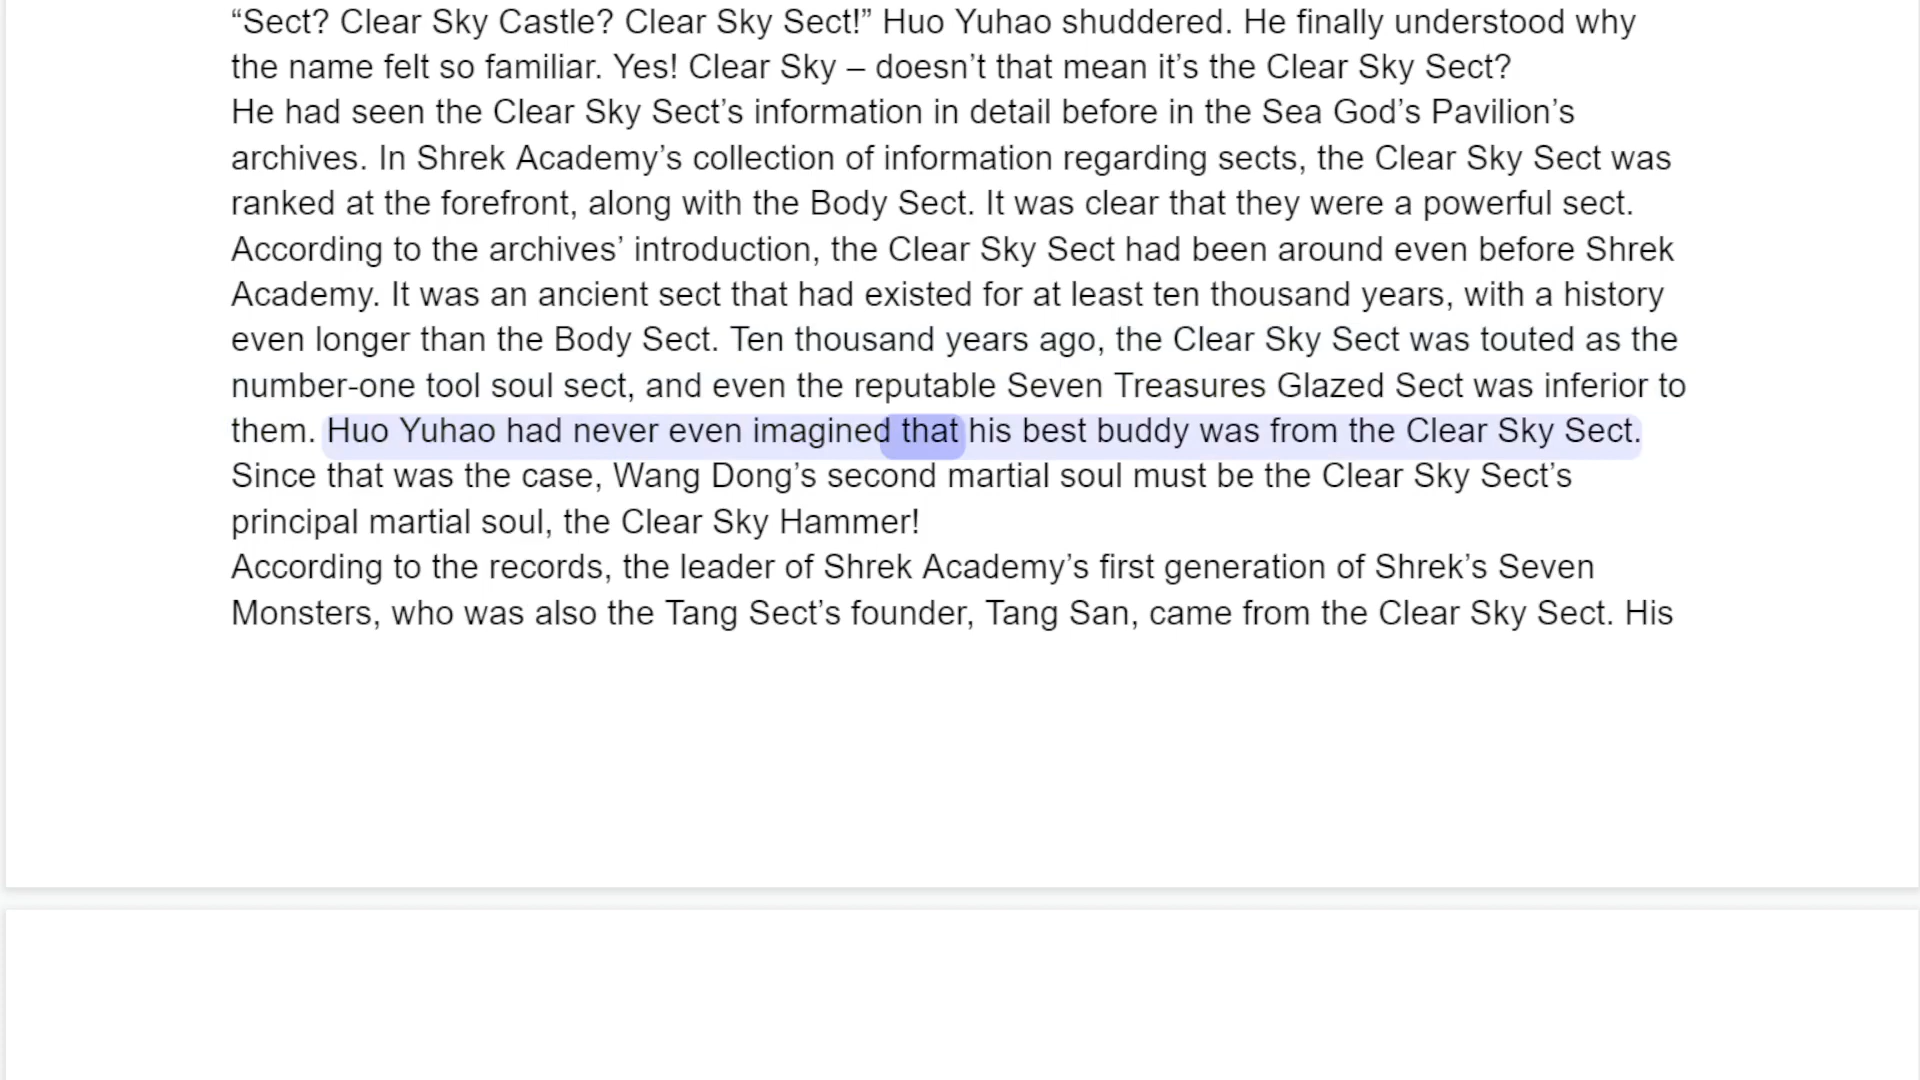 “Sect? Clear Sky Castle? Clear Sky Sect!” Huo Yuhao shuddered. He finally understood why
the name felt so familiar. Yes! Clear Sky – doesn’t that mean it’s the Clear Sky Sect?
He had seen the Clear Sky Sect’s information in detail before in the Sea God’s Pavilion’s
archives. In Shrek Academy’s collection of information regarding sects, the Clear Sky Sect was
ranked at the forefront, along with the Body Sect. It was clear that they were a powerful sect.
According to the archives’ introduction, the Clear Sky Sect had been around even before Shrek
Academy. It was an ancient sect that had existed for at least ten thousand years, with a history
even longer than the Body Sect. Ten thousand years ago, the Clear Sky Sect was touted as the
number-one tool soul sect, and even the reputable Seven Treasures Glazed Sect was inferior to
them. Huo Yuhao had never even imagined that his best buddy was from the Clear Sky Sect.
Since that was the case, Wang Dong’s second martial soul must be the Clear Sky Sect’s
principal martial soul, the Clear Sky Hammer!
According to the records, the leader of Shrek Academy’s first generation of Shrek’s Seven
Monsters, who was also the Tang Sect’s founder, Tang San, came from the Clear Sky Sect. His